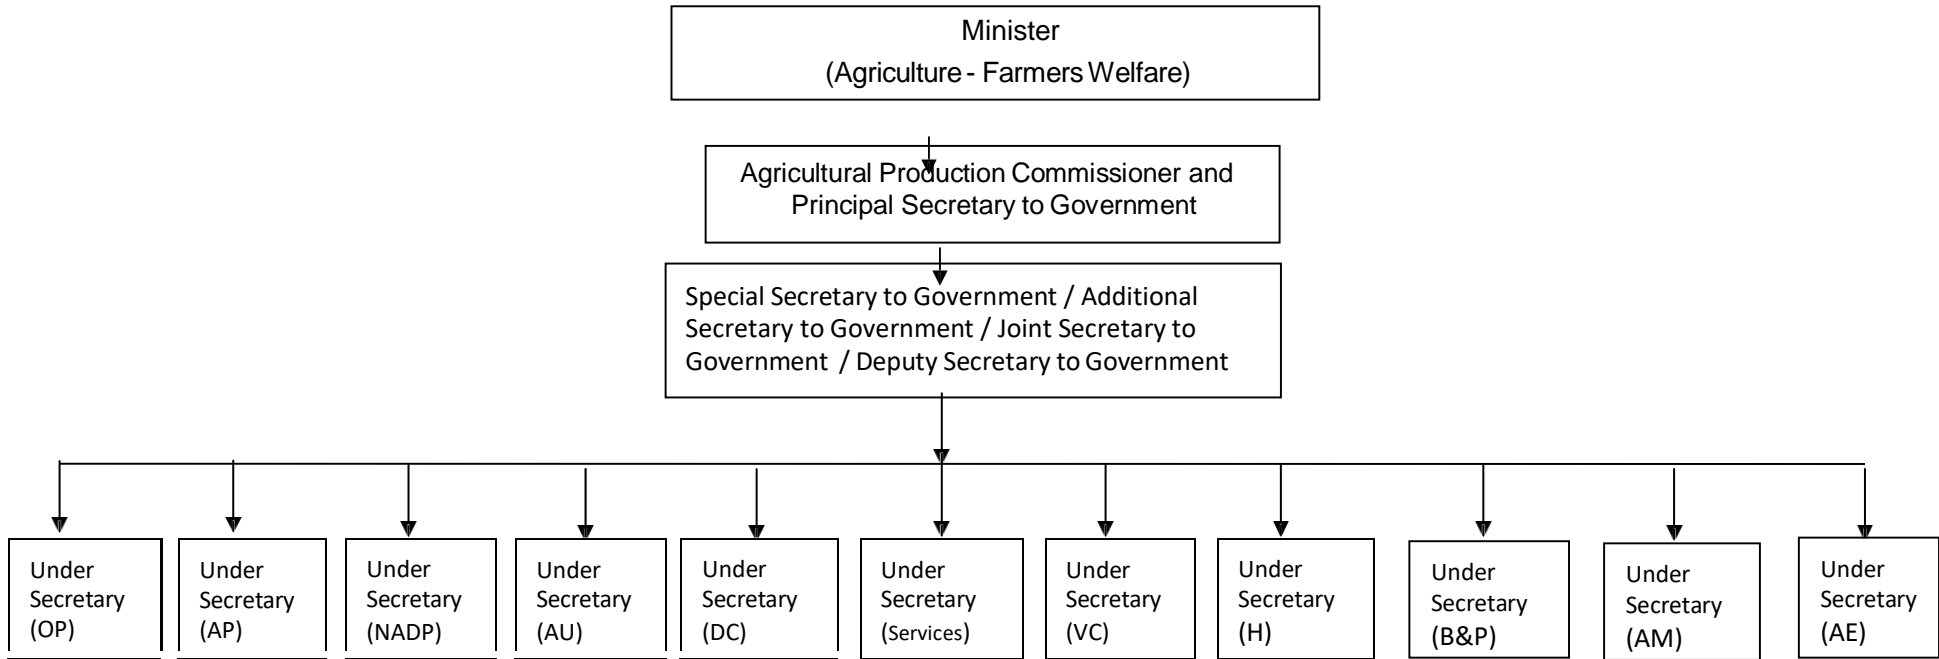 Minister
(Agriculture - Farmers Welfare)
Agricultural Production Commissioner and
Principal Secretary to Government
Special Secretary to Government / Additional
Secretary to Government / Joint Secretary to
Government / Deputy Secretary to Government
Under
Secretary
(OP)
Under
Secretary
(AP)
Under
Secretary
(NADP)
Under
Secretary
(AU)
Under
Secretary
(DC)
Under
Secretary
(Services)
Under
Secretary
(VC)
Under
Secretary
(H)
Under
Secretary
(B&P)
Under
Secretary
(AM)
Under
Secretary
(AE)